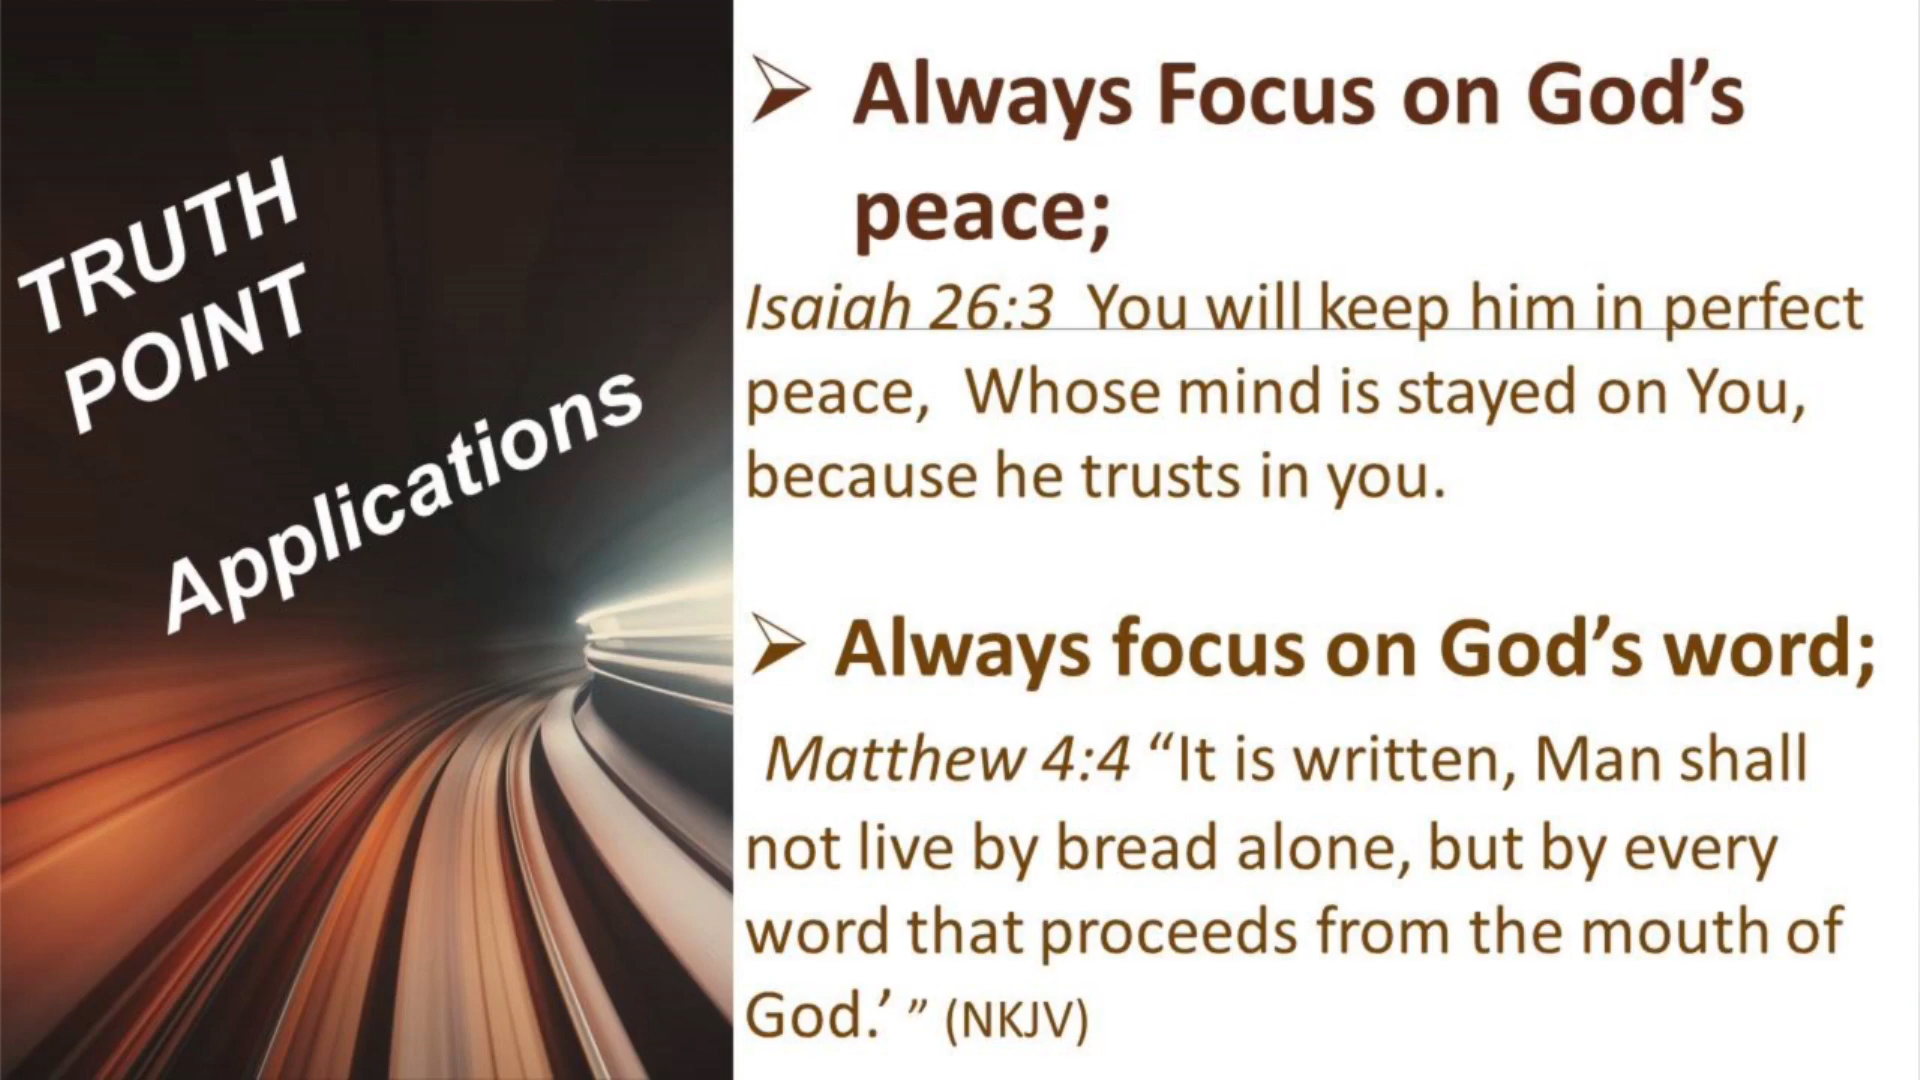 TRUTH
POINT
Applications
➢ Always Focus on God’s
peace;
Isaiah 26:3  You will keep him in perfect
peace,  Whose mind is stayed on You,
because he trusts in you.
➢ Always focus on God’s word;
Matthew 4:4 “It is written, Man shall
not live by bread alone, but by every
word that proceeds from the mouth of
God.’ ” (NKJV)